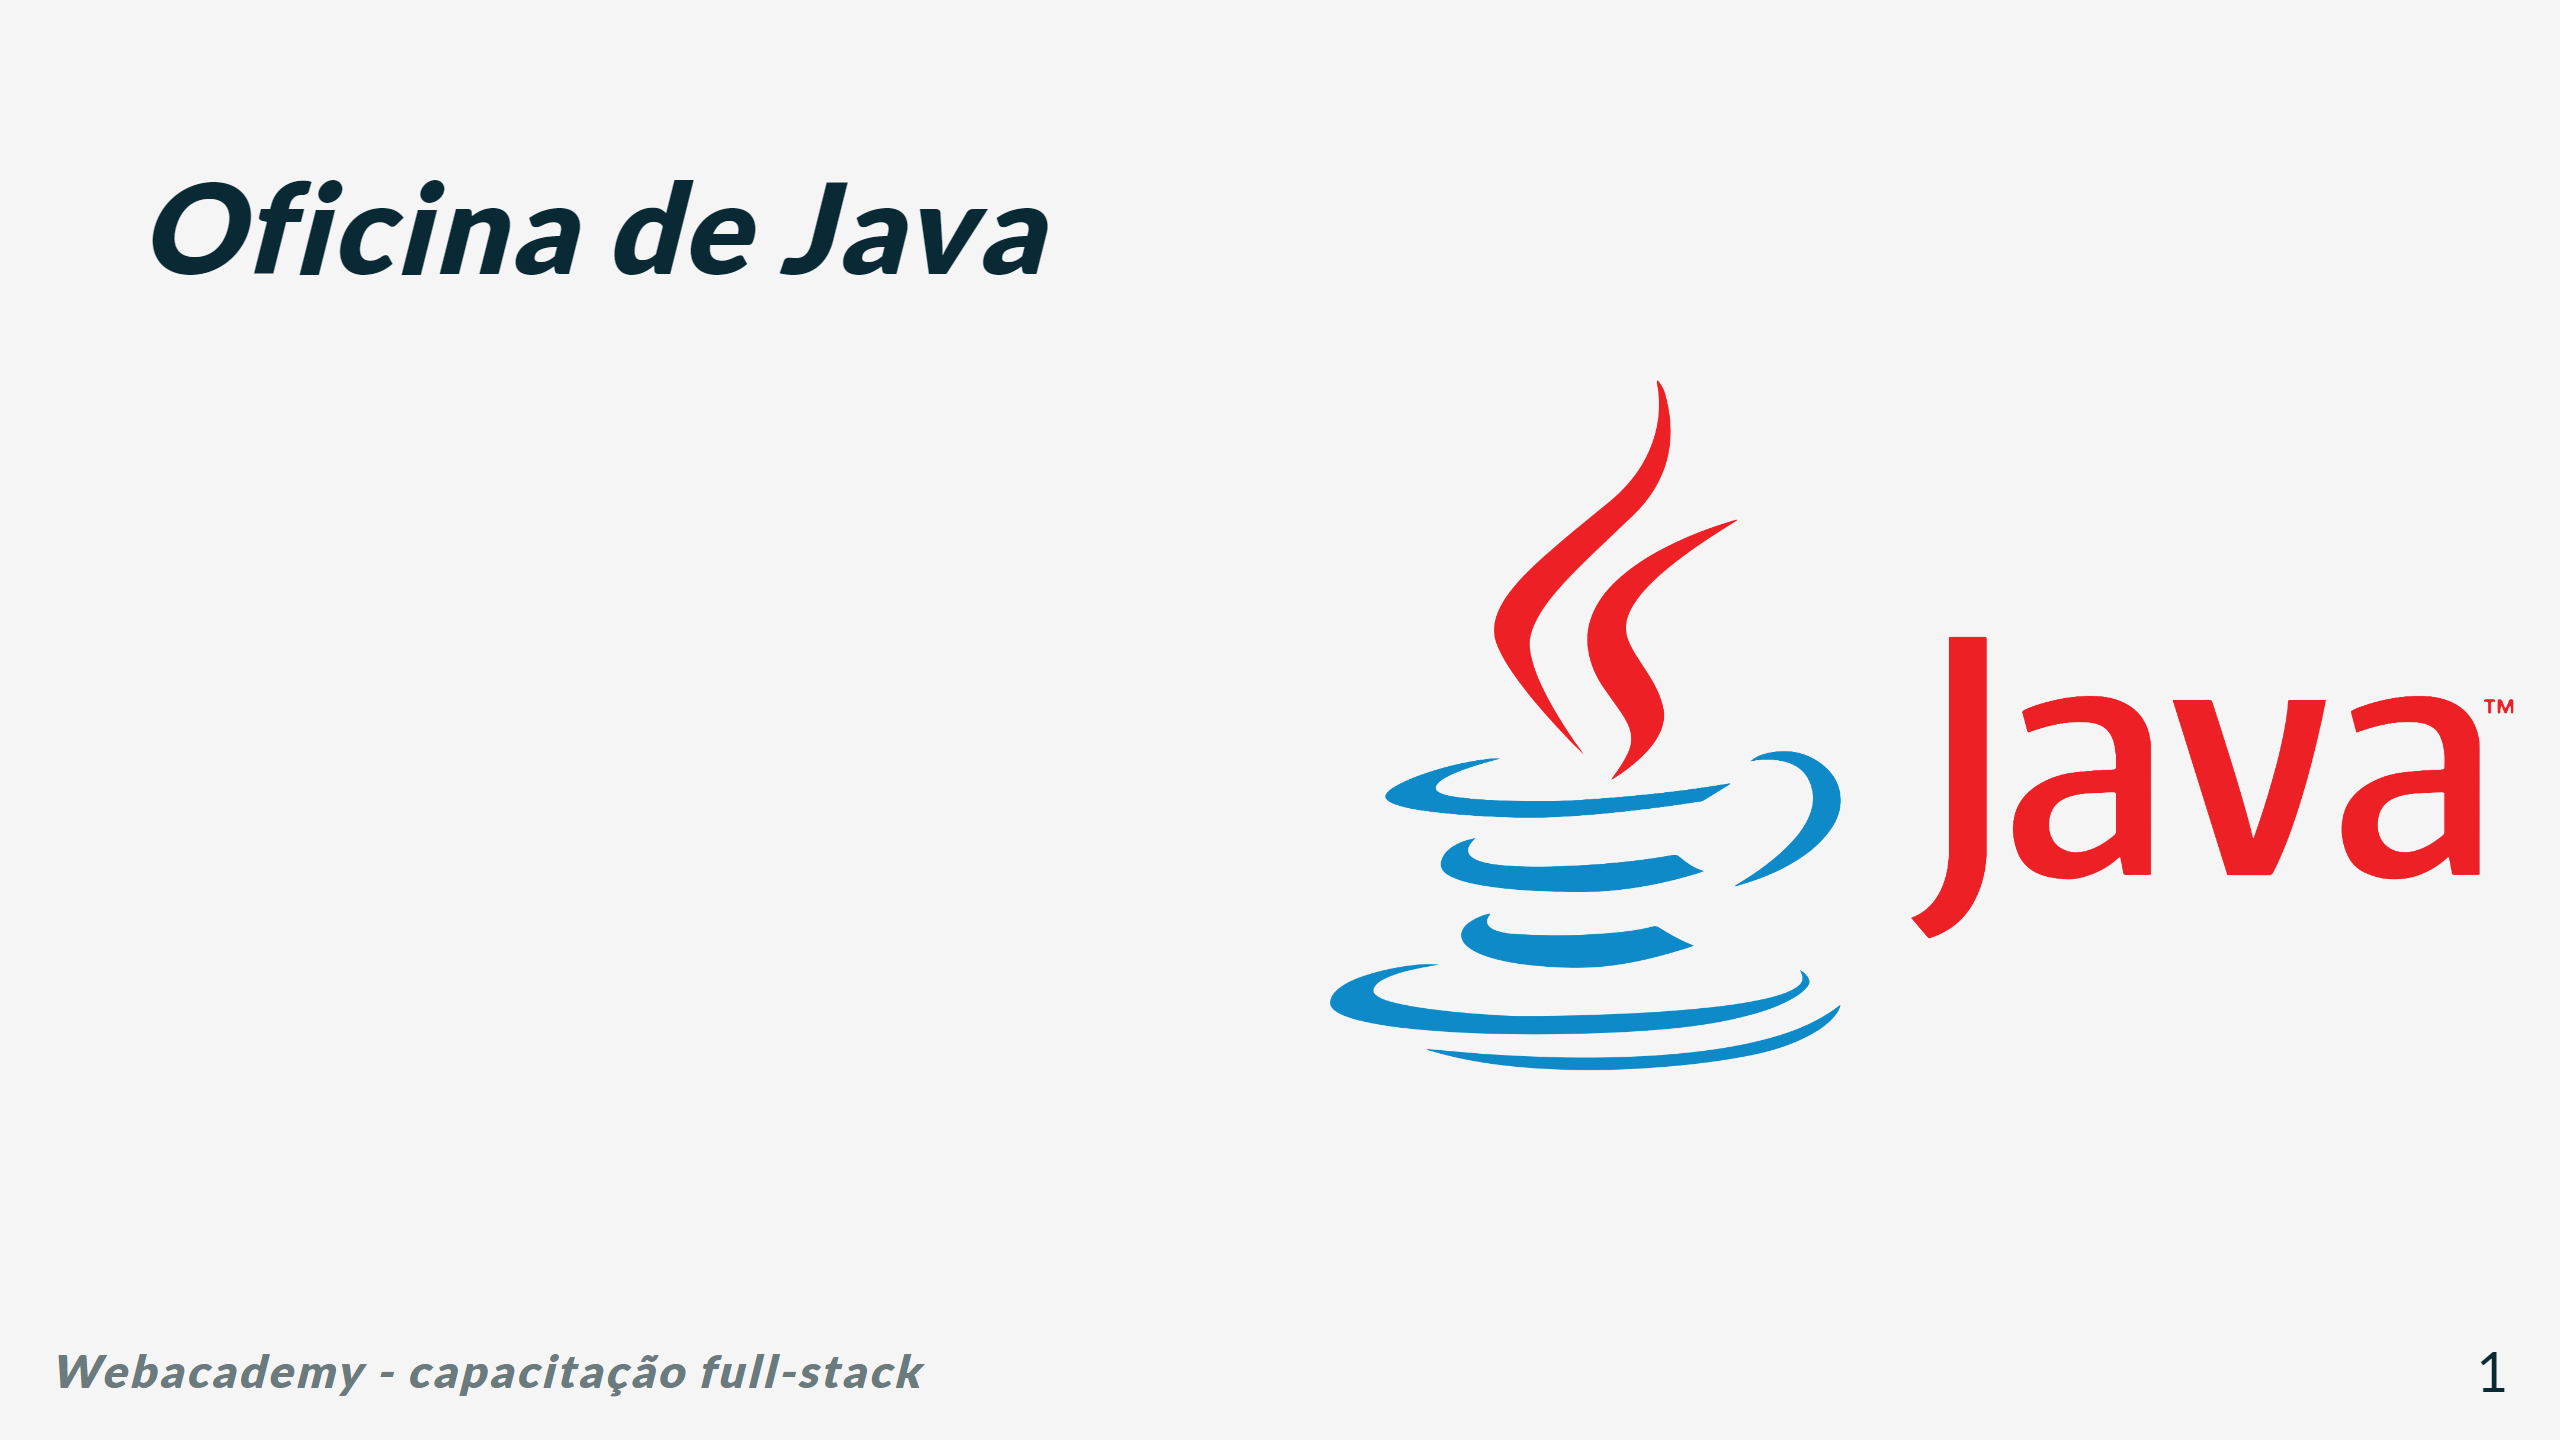 Oficina de Java
Java™
Webacademy - capacitação full-stack
1